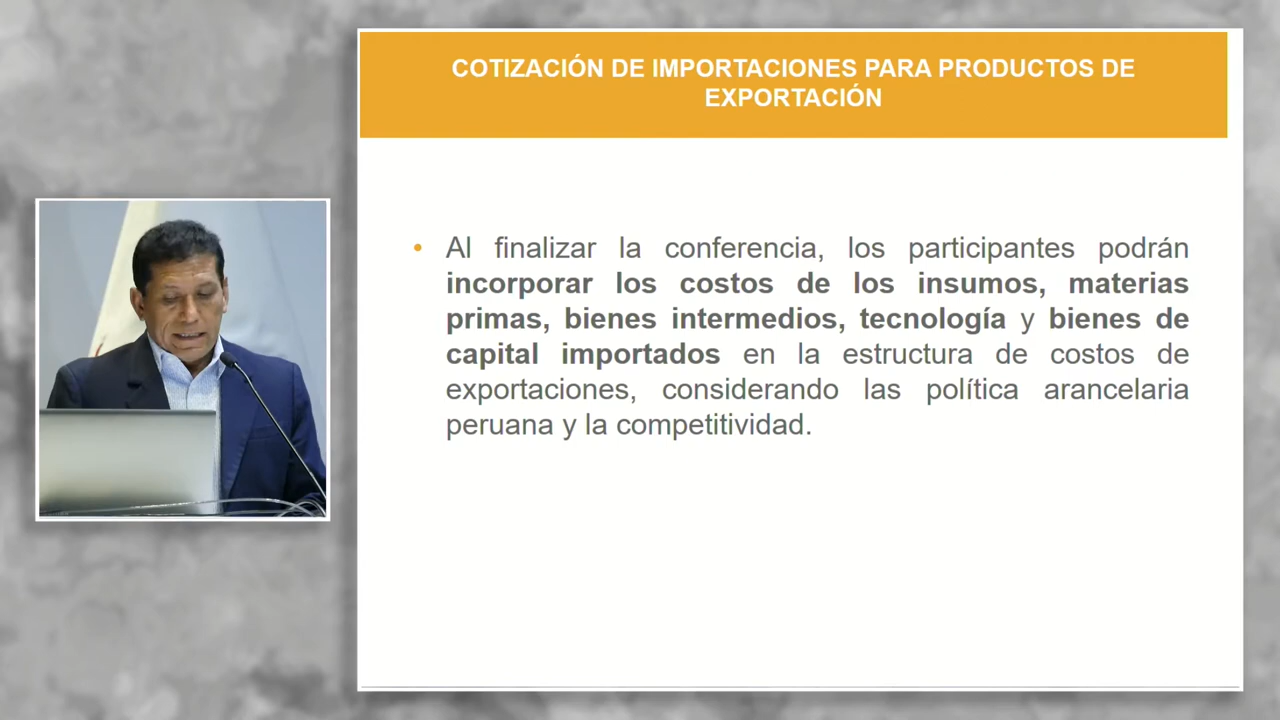 COTIZACIÓN DE IMPORTACIONES PARA PRODUCTOS DE
EXPORTACIÓN
• Al finalizar la conferencia, los participantes podrán
incorporar los costos de los insumos, materias
primas, bienes intermedios, tecnología y bienes de
capital importados en la estructura de costos de
exportaciones, considerando las política arancelaria
peruana y la competitividad.